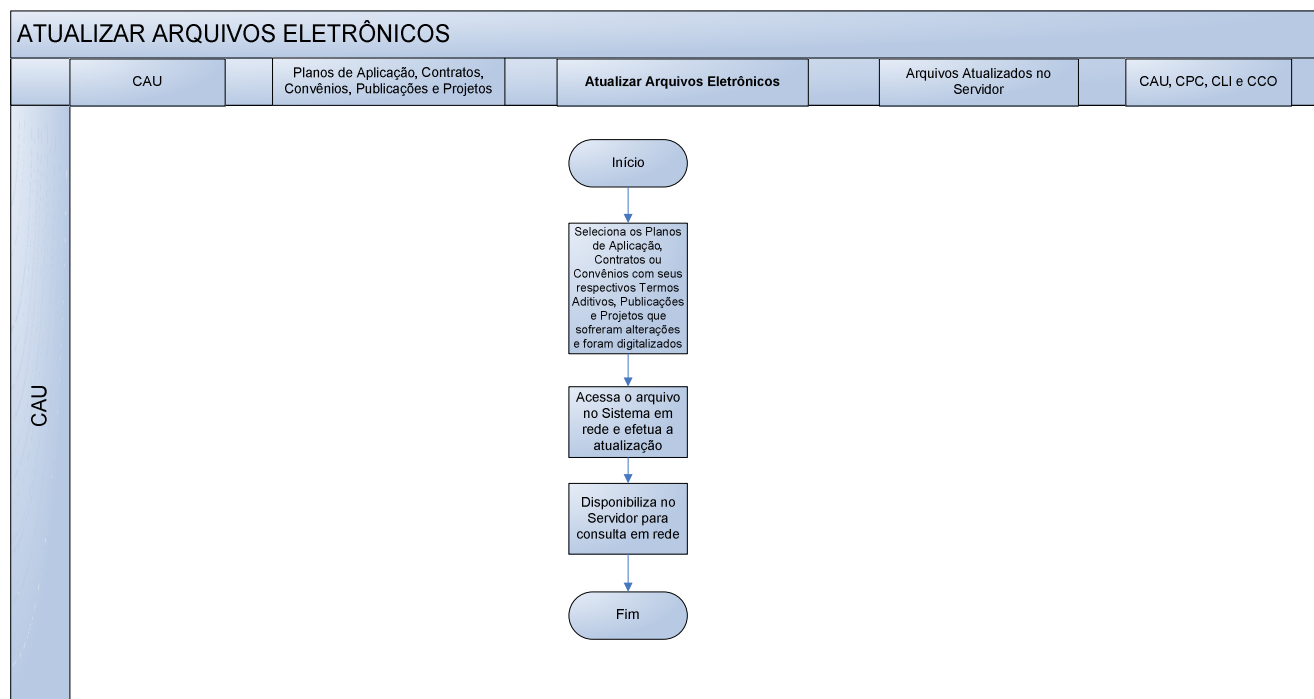 ATUALIZAR ARQUIVOS ELETRÔNICOS
CAU
Planos de Aplicação, Contratos,
Convênios, Publicações e Projetos
Atualizar Arquivos Eletrônicos
Arquivos Atualizados no
Servidor
CAU, CPC, CLI e CCO
CAU
Início
Seleciona os Planos
de Aplicação,
Contratos ou
Convênios com seus
respectivos Termos
Aditivos, Publicações
e Projetos que
sofreram alterações
e foram digitalizados
Acessa o arquivo
no Sistema em
rede e efetua a
atualização
Disponibiliza no
Servidor para
consulta em rede
Fim